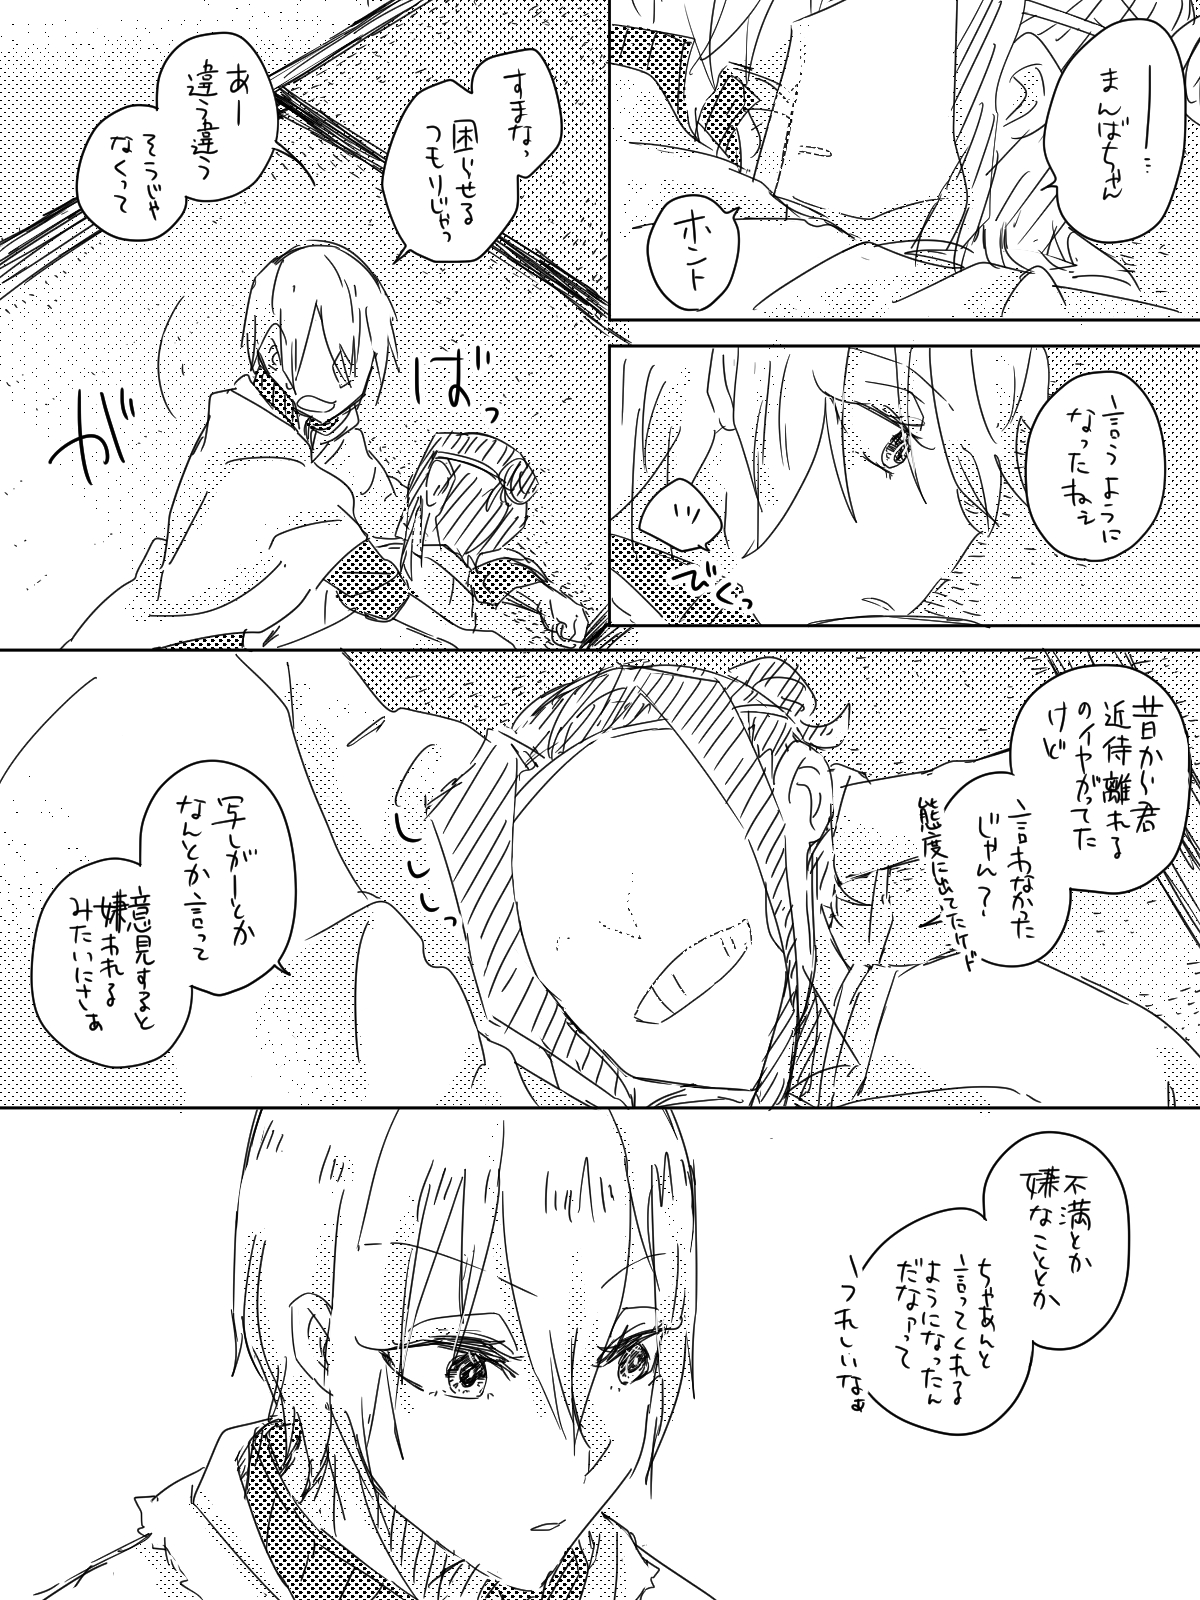 ー…
まんばちゃん
ホント
言うように
なったねぇ
びくっ
すまなっ
困らせる
つもりじゃっ
あー
違う違う
そうじゃ
なくって
ばっ
が
昔から君
近侍離れる
のイヤがってた
けど
言わなかった
じゃん?
態度に出てたケド
写しがーとか
なんとか言って
意見すると
嫌われる
みたいにさぁ
不満とか
嫌なこととか
ちゃあんと
言ってくれる
ようになったん
だなァって
うれしいなぁ